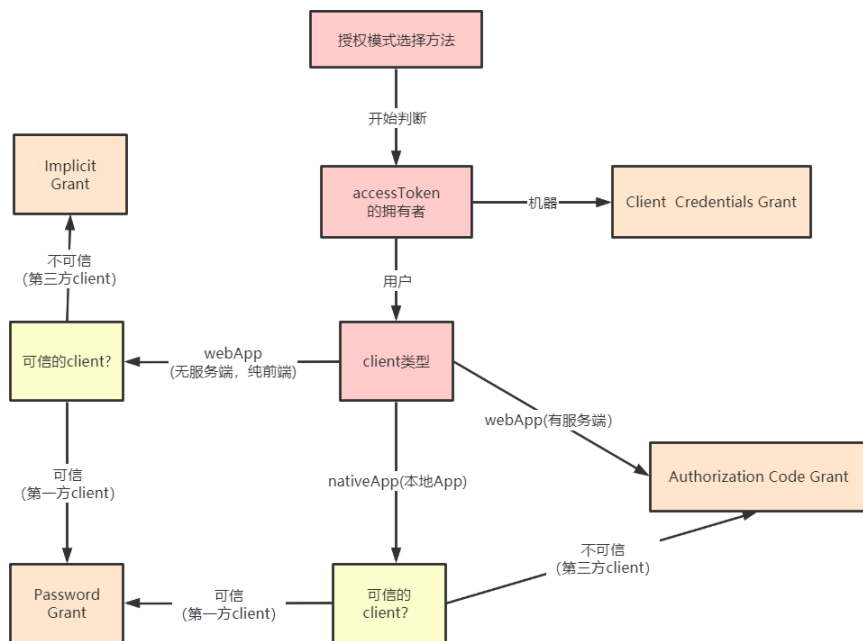 授权模式选择方法
开始判断
Implicit
Grant
accessToken
的拥有者
机器
Client Credentials Grant
不可信
(第三方client)
用户
可信的client?
webApp
(无服务端，纯前端)
client类型
webApp(有服务端)
可信
(第一方client)
nativeApp(本地App)
Authorization Code Grant
不可信
(第三方client)
Password
Grant
可信
(第一方client)
可信的
client?